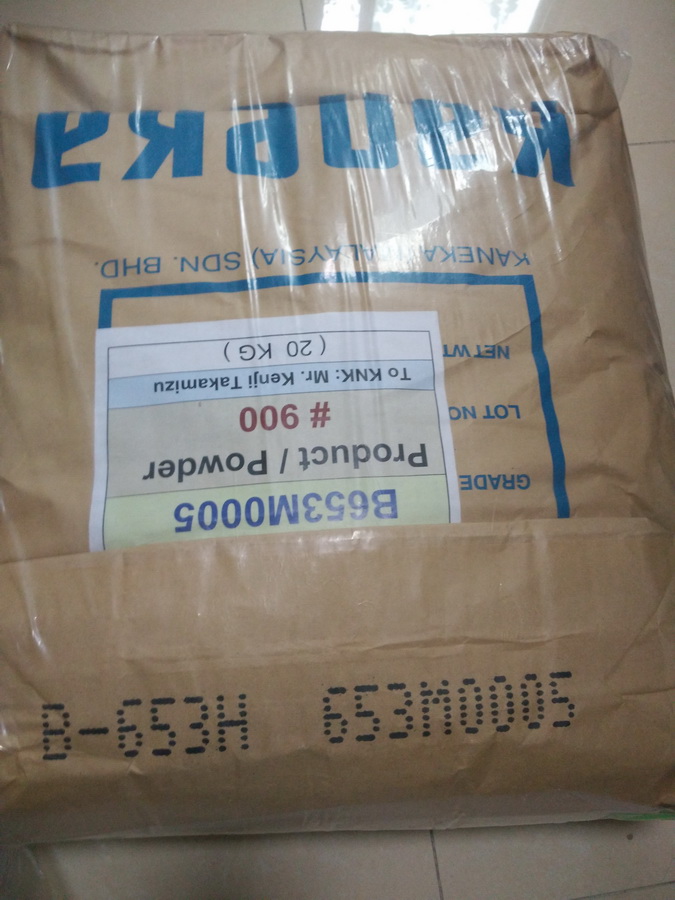 GRADE B653M0005
Product / Powder
LOT NO # 900
To KNK: Mr. Kenji Takamizu
NET WT ( 20 KG )
KANEKA (MALAYSIA) SDN. BHD.
kaneka
B-653H 653M0005